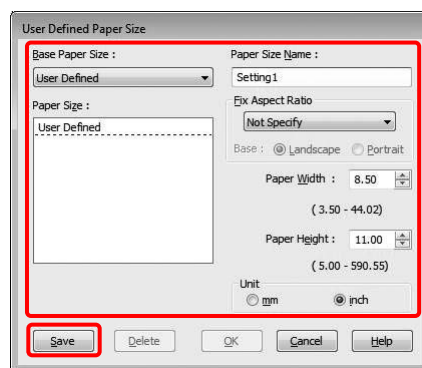 User Defined Paper Size
Base Paper Size :
User Defined
Paper Size :
User Defined
Paper Size Name :
Setting1
Fix Aspect Ratio
Not Specify
Base : Landscape Portrait
Paper Width : 8.50
( 3.50 - 44.02)
Paper Height : 11.00
( 5.00 - 590.55)
Unit
mm inch
Save Delete OK Cancel Help